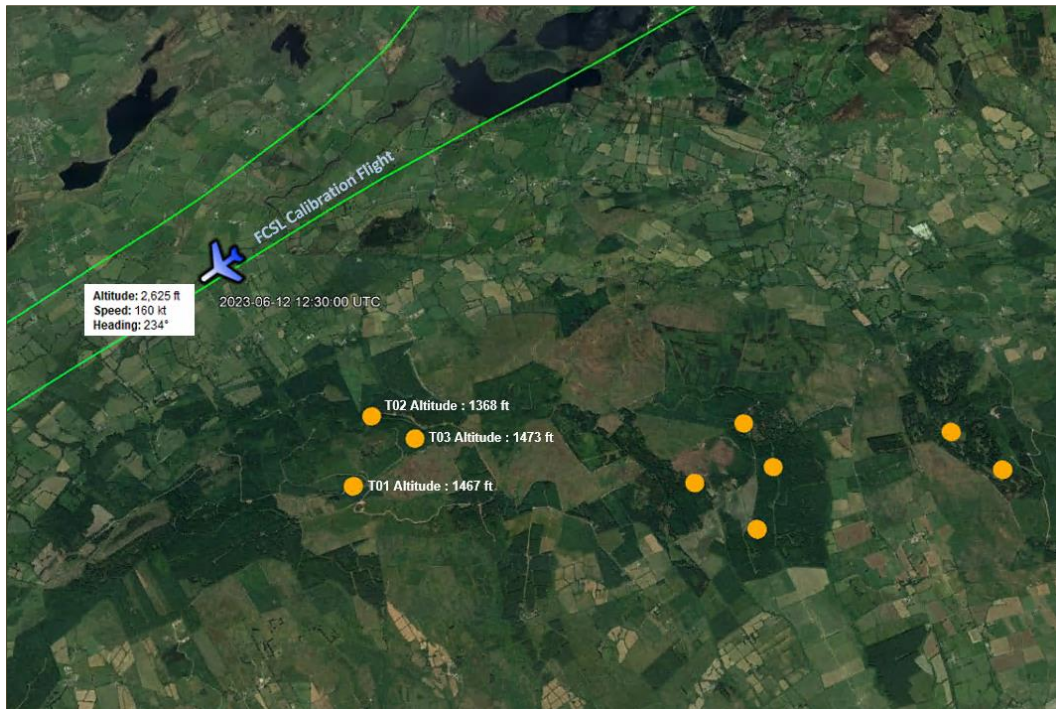 FCSL Calibration Flight
Altitude: 2,625 ft
Speed: 160 kt
Heading: 234°
2023-06-12 12:30:00 UTC
T02 Altitude : 1368 ft
T03 Altitude : 1473 ft
T01 Altitude : 1467 ft